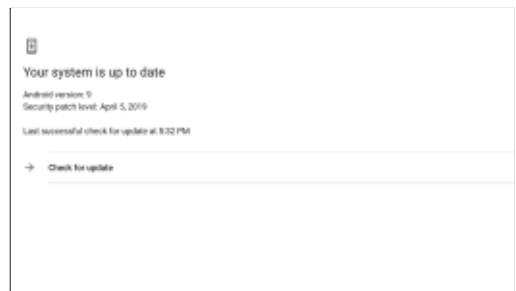 Your system is up to date
Android version: 9
Security patch level: April 5, 2019
Last successful check for update at 5:32 PM
Check for update